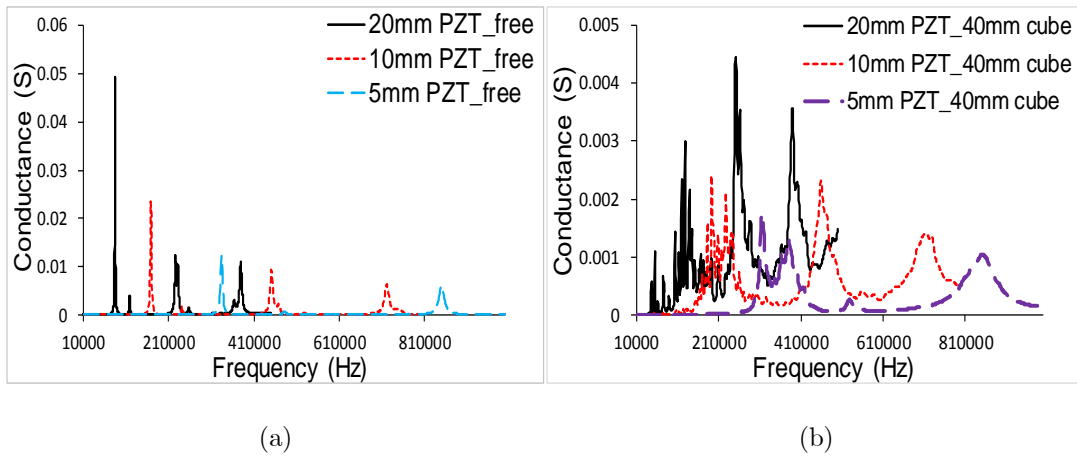 0.06
0.05
0.04
0.03
0.02
0.01
0
Conductance (S)
20mm PZT_free
10mm PZT_free
5mm PZT_free
10000 210000 410000 610000 810000
Frequency (Hz)
(a)
0.005
0.004
0.003
0.002
0.001
0
Conductance (S)
20mm PZT_40mm cube
10mm PZT_40mm cube
5mm PZT_40mm cube
10000 210000 410000 610000 810000
Frequency (Hz)
(b)